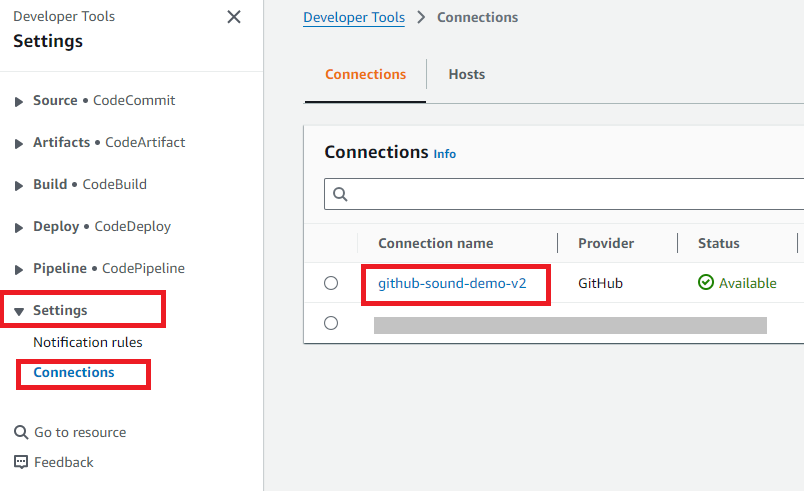 Developer Tools
Settings
Source • CodeCommit
Artifacts • CodeArtifact
Build • CodeBuild
Deploy • CodeDeploy
Pipeline • CodePipeline
Settings
Notification rules
Connections
Go to resource
Feedback
Developer Tools > Connections
Connections Hosts
Connections Info
Connection name Provider Status
github-sound-demo-v2 GitHub Available